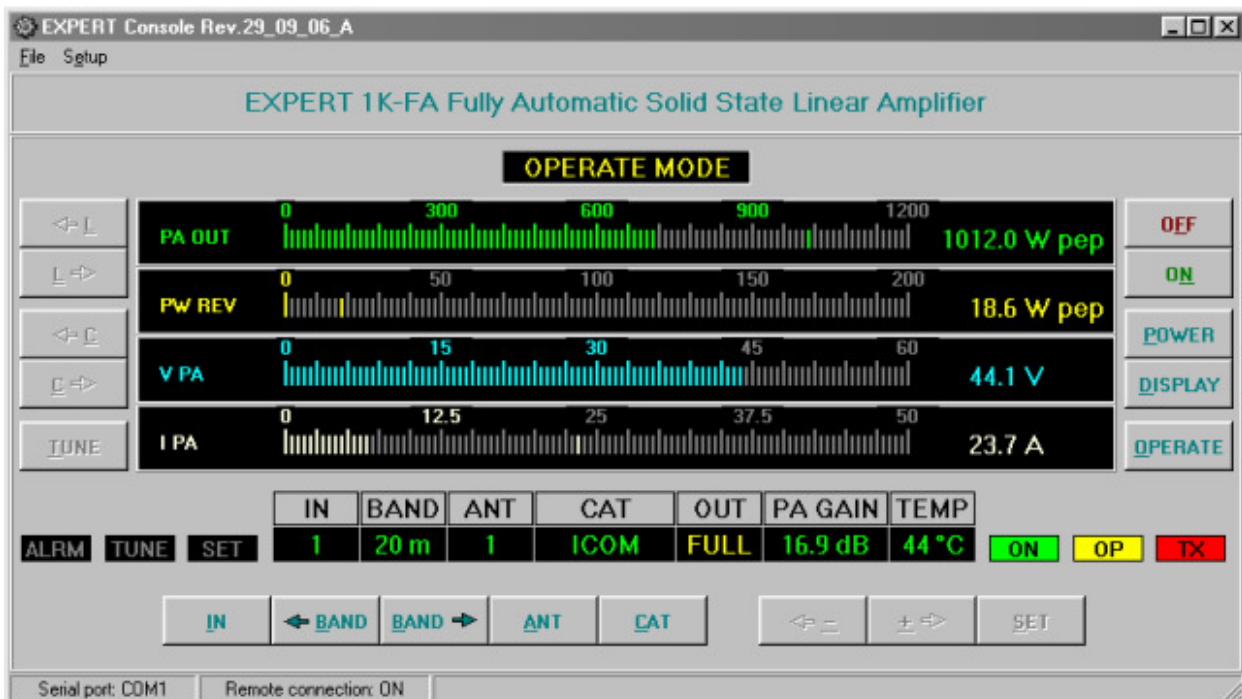 EXPERT Console Rev.29_09_06_A
File Setup
EXPERT 1K-FA Fully Automatic Solid State Linear Amplifier
OPERATE MODE
0 300 600 900 1200
PA OUT 1012.0 W pep
0 50 100 150 200
PW REV 18.6 W pep
0 15 30 45 60
V PA 44.1 V
0 12.5 25 37.5 50
I PA 23.7 A
L
L
C
C
TUNE
OFF
ON
POWER
DISPLAY
OPERATE
IN BAND ANT CAT OUT PA GAIN TEMP
ALRM TUNE SET 1 20 m 1 ICOM FULL 16.9 dB 44 °C ON OP TX
IN BAND BAND ANT CAT - + SET
Serial port: COM1 Remote connection: ON